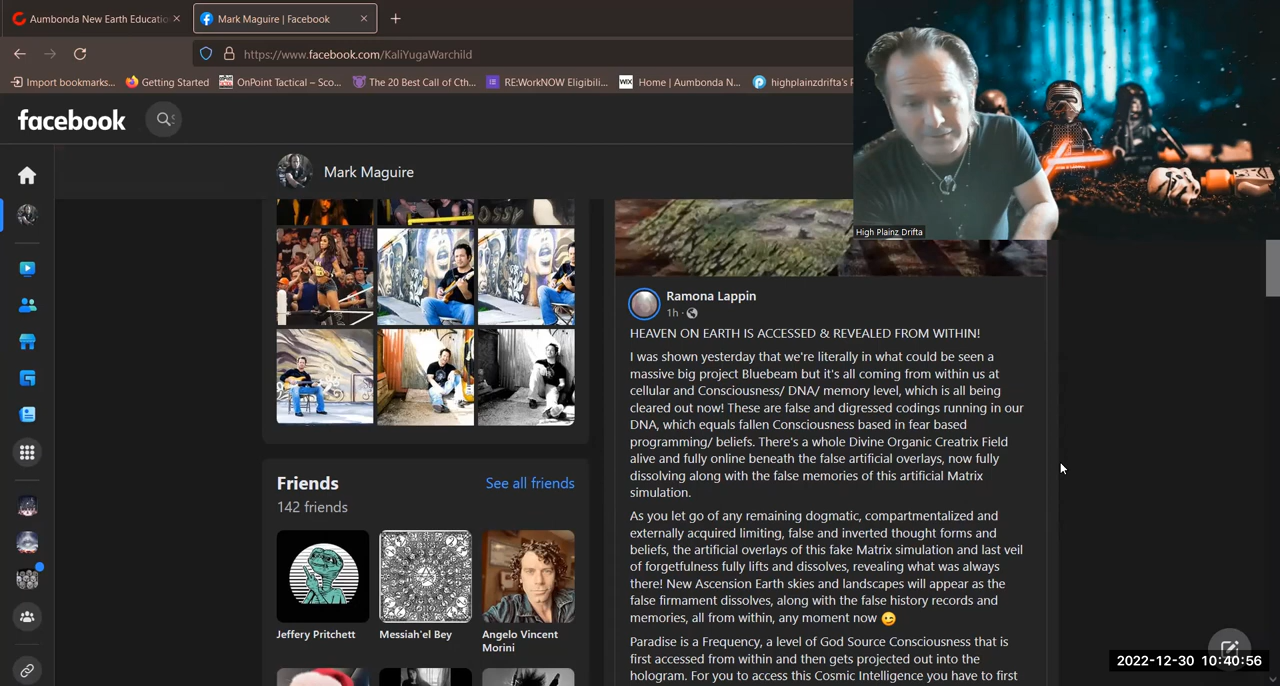 Aumbonda New Earth Educatio
Mark Maguire | Facebook
https://www.facebook.com/KaliYugaWarchild
Import bookmarks...
Getting Started
OnPoint Tactical – Sco...
The 20 Best Call of Cth...
RE:WorkNOW Eligibili...
WIX
Home | Aumbonda N...
highplainzdrifta's P
facebook
Mark Maguire
High Plainz Drifta
Ramona Lappin
1h ·
HEAVEN ON EARTH IS ACCESSED & REVEALED FROM WITHIN!
I was shown yesterday that we're literally in what could be seen a
massive big project Bluebeam but it's all coming from within us at
cellular and Consciousness/ DNA/ memory level, which is all being
cleared out now! These are false and digressed codings running in our
DNA, which equals fallen Consciousness based in fear based
programming/ beliefs. There's a whole Divine Organic Creatrix Field
alive and fully online beneath the false artificial overlays, now fully
dissolving along with the false memories of this artificial Matrix
simulation.
As you let go of any remaining dogmatic, compartmentalized and
externally acquired limiting, false and inverted thought forms and
beliefs, the artificial overlays of this fake Matrix simulation and last veil
of forgetfulness fully lifts and dissolves, revealing what was always
there! New Ascension Earth skies and landscapes will appear as the
false firmament dissolves, along with the false history records and
memories, all from within, any moment now 😉
Paradise is a Frequency, a level of God Source Consciousness that is
first accessed from within and then gets projected out into the
hologram. For you to access this Cosmic Intelligence you have to first
Friends
See all friends
142 friends
Jeffery Pritchett
Messiah'el Bey
Angelo Vincent
Morini
2022-12-30 10:40:56